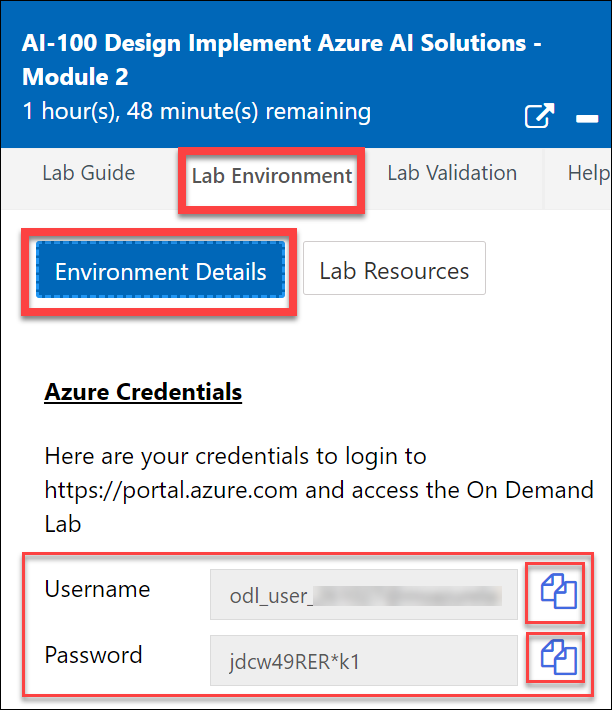 AI-100 Design Implement Azure AI Solutions -
Module 2
1 hour(s), 48 minute(s) remaining
Lab Guide Lab Environment Lab Validation Help
Environment Details Lab Resources
Azure Credentials
Here are your credentials to login to
https://portal.azure.com and access the On Demand
Lab
Username odl_user_
Password jdcw49RER*k1